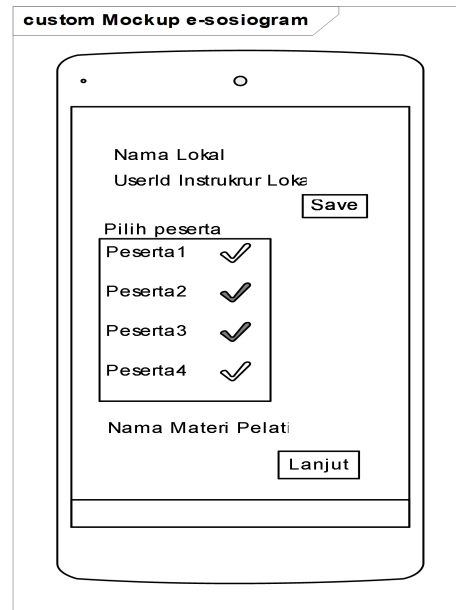 custom Mockup e-sosiogram
Nama Lokal
UserId Instrukrur Loka
Save
Pilih peserta
Peserta1
Peserta2
Peserta3
Peserta4
Nama Materi Pelati
Lanjut